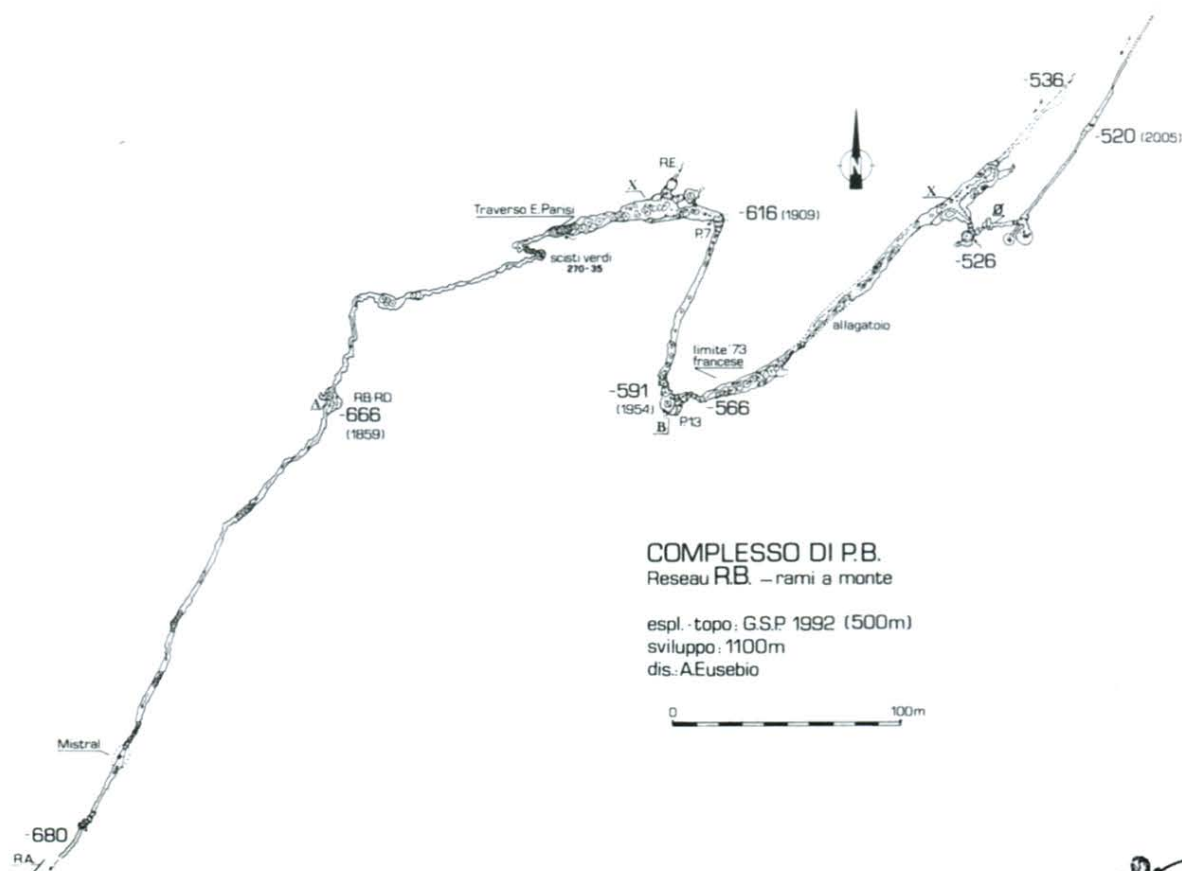 -536
-520 (2005)
RE
X
X
N
Traverso E.Parisi
-616 (1909)
Ø
P.7
scisti verdi
270-35
-526
allagatoio
limite '73
francese
-591
(1954)
-566
B
P.13
RB RD
A
-666
(1859)
COMPLESSO DI P.B.
Reseau R.B. - rami a monte
espl.-topo: G.S.P. 1992 (500m)
sviluppo: 1100m
dis.: A.Eusebio
0 100m
Mistral
-680
RA